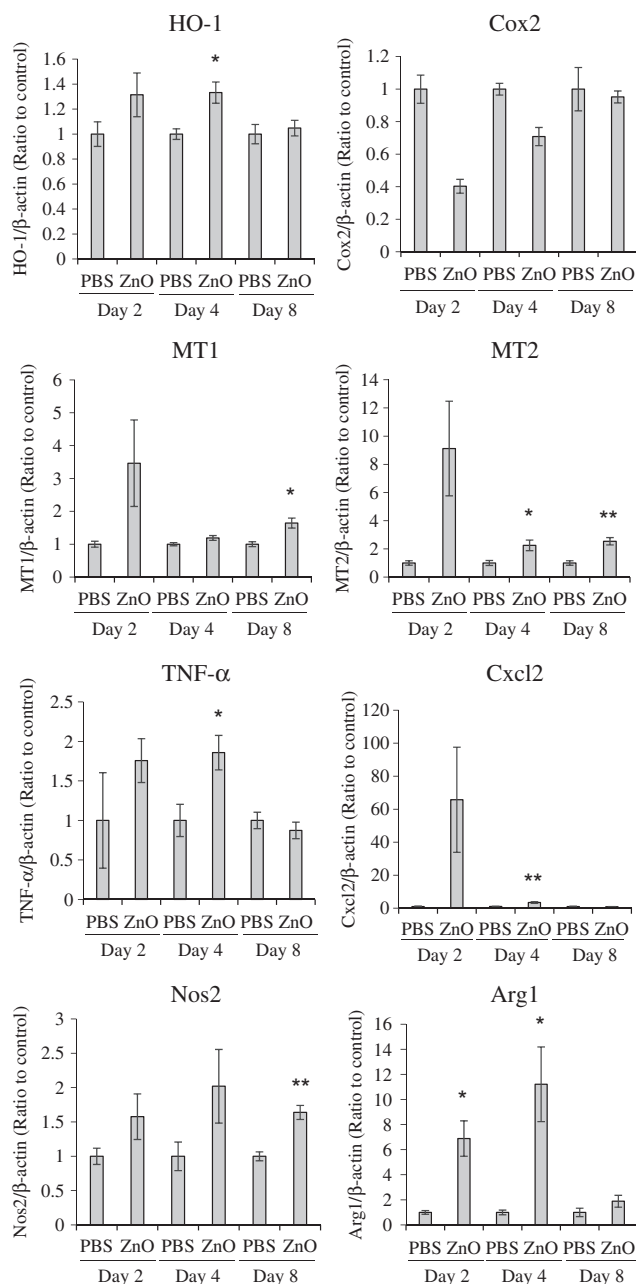 HO-1
HO-1/β-actin (Ratio to control)
1.6
1.4
1.2
1
0.8
0.6
0.4
0.2
0
*
PBS ZnO PBS ZnO PBS ZnO
Day 2 Day 4 Day 8
Cox2
Cox2/β-actin (Ratio to control)
1.2
1
0.8
0.6
0.4
0.2
0
PBS ZnO PBS ZnO PBS ZnO
Day 2 Day 4 Day 8
MT1
MT1/β-actin (Ratio to control)
6
5
4
3
2
1
0
*
PBS ZnO PBS ZnO PBS ZnO
Day 2 Day 4 Day 8
MT2
MT2/β-actin (Ratio to control)
14
12
10
8
6
4
2
0
* **
PBS ZnO PBS ZnO PBS ZnO
Day 2 Day 4 Day 8
TNF-α
TNF-α/β-actin (Ratio to control)
2.5
2
1.5
1
0.5
0
*
PBS ZnO PBS ZnO PBS ZnO
Day 2 Day 4 Day 8
Cxcl2
Cxcl2/β-actin (Ratio to control)
120
100
80
60
40
20
0
**
PBS ZnO PBS ZnO PBS ZnO
Day 2 Day 4 Day 8
Nos2
Nos2/β-actin (Ratio to control)
3
2.5
2
1.5
1
0.5
0
**
PBS ZnO PBS ZnO PBS ZnO
Day 2 Day 4 Day 8
Arg1
Arg1/β-actin (Ratio to control)
16
14
12
10
8
6
4
2
0
* *
PBS ZnO PBS ZnO PBS ZnO
Day 2 Day 4 Day 8